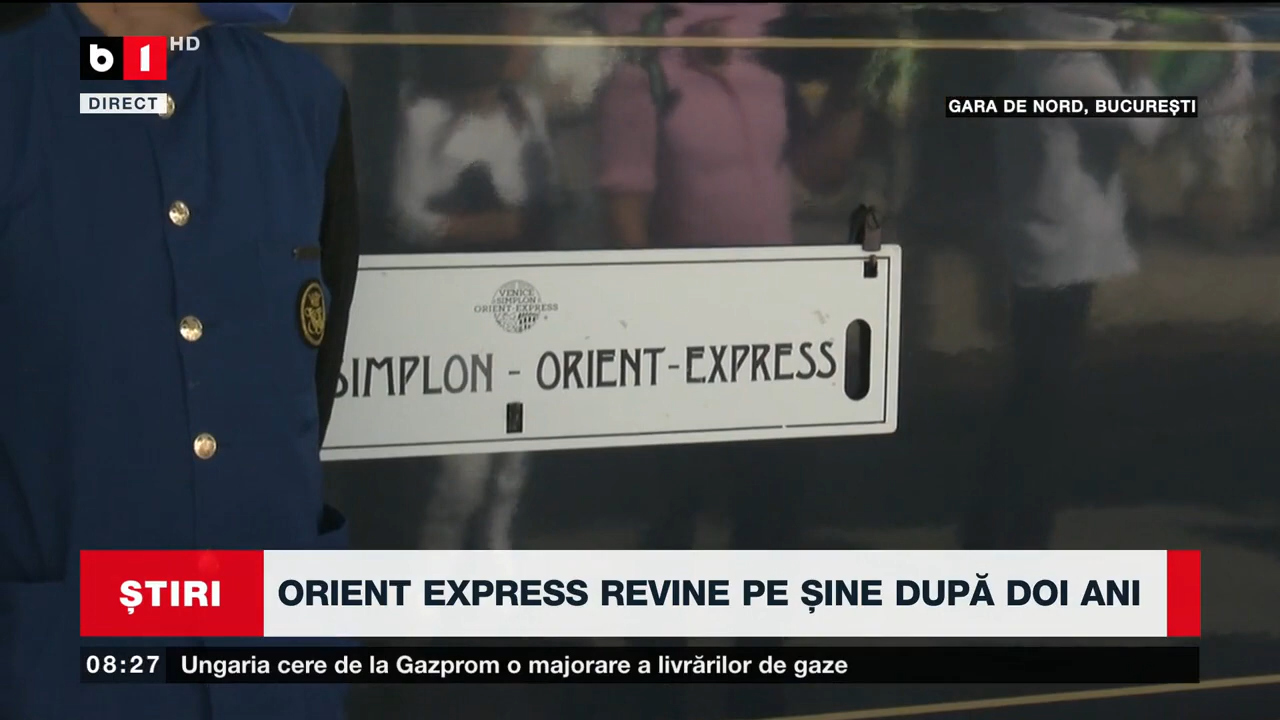 b1 HD
DIRECT
GARA DE NORD, BUCUREȘTI
VENICE
SIMPLON
ORIENT-EXPRESS
SIMPLON - ORIENT-EXPRESS
ȘTIRI
ORIENT EXPRESS REVINE PE ȘINE DUPĂ DOI ANI
08:27 Ungaria cere de la Gazprom o majorare a livrărilor de gaze